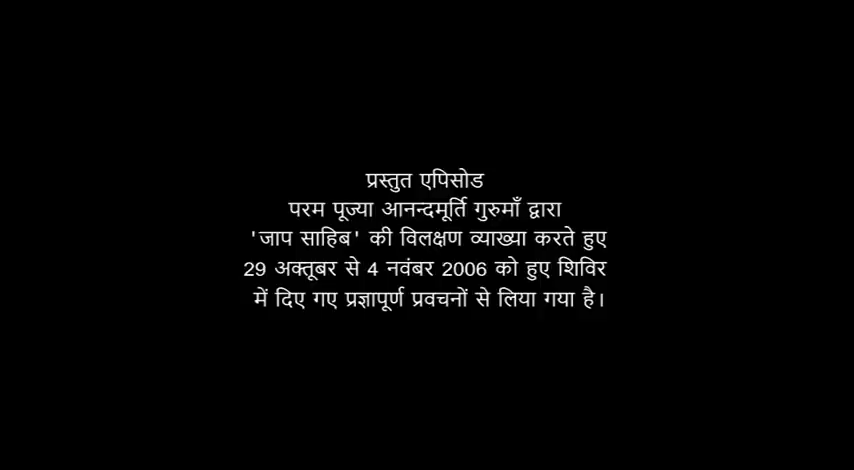 प्रस्तुत एपिसोड
परम पूज्या आनन्दमूर्ति गुरुमाँ द्वारा
'जाप साहिब' की विलक्षण व्याख्या करते हुए
29 अक्तूबर से 4 नवंबर 2006 को हुए शिविर
में दिए गए प्रज्ञापूर्ण प्रवचनों से लिया गया है।